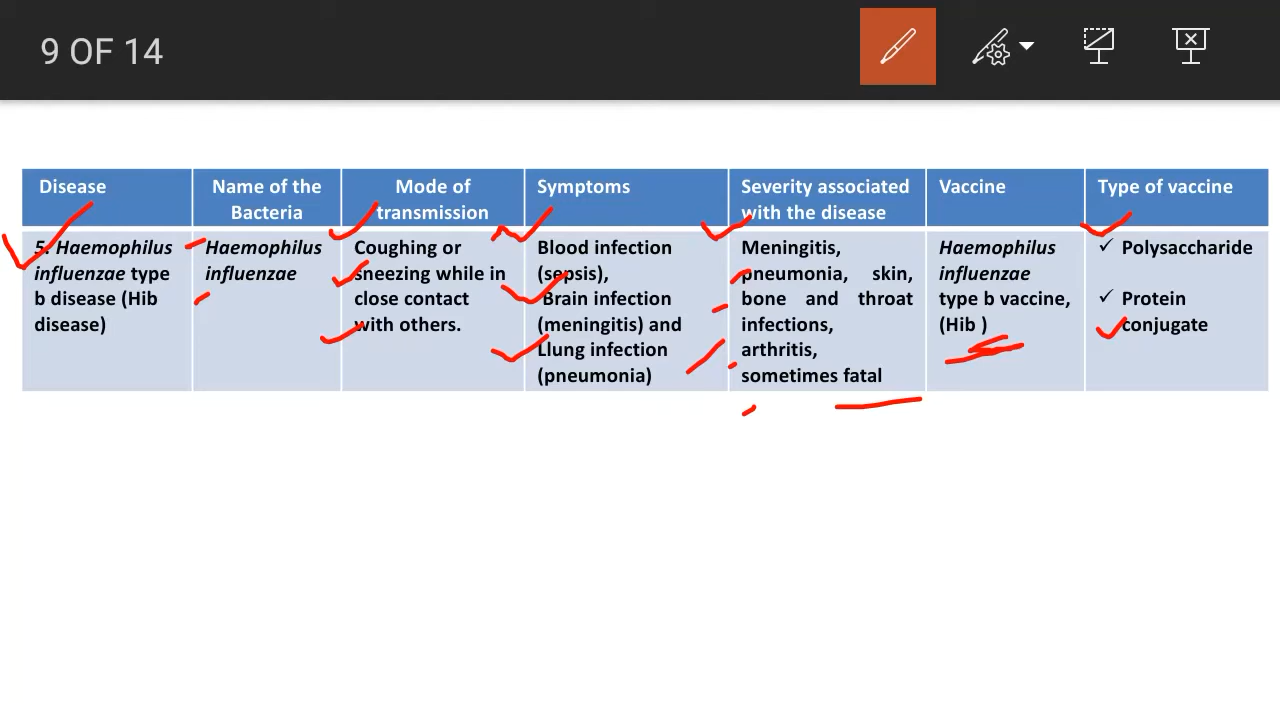 9 OF 14
Disease
Name of the
Bacteria
Mode of
transmission
Symptoms
Severity associated
with the disease
Vaccine
Type of vaccine
5. Haemophilus
influenzae type
b disease (Hib
disease)
Haemophilus
influenzae
Coughing or
sneezing while in
close contact
with others.
Blood infection
(sepsis),
Brain infection
(meningitis) and
Llung infection
(pneumonia)
Meningitis,
pneumonia, skin,
bone and throat
infections,
arthritis,
sometimes fatal
Haemophilus
influenzae
type b vaccine,
(Hib )
✓ Polysaccharide
✓ Protein
conjugate